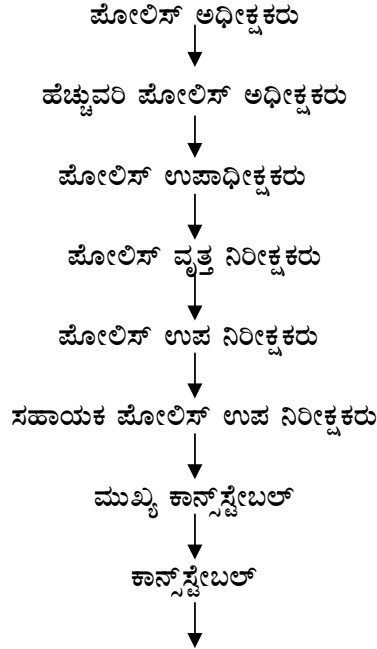 ಪೋಲಿಸ್ ಅಧೀಕ್ಷಕರು
ಹೆಚ್ಚುವರಿ ಪೋಲಿಸ್ ಅಧೀಕ್ಷಕರು
ಪೋಲಿಸ್ ಉಪಾಧೀಕ್ಷಕರು
ಪೋಲಿಸ್ ವೃತ್ತ ನಿರೀಕ್ಷಕರು
ಪೋಲಿಸ್ ಉಪ ನಿರೀಕ್ಷಕರು
ಸಹಾಯಕ ಪೋಲಿಸ್ ಉಪ ನಿರೀಕ್ಷಕರು
ಮುಖ್ಯ ಕಾನ್ಸ್‌ಸ್ಟೇಬಲ್
ಕಾನ್ಸ್‌ಸ್ಟೇಬಲ್